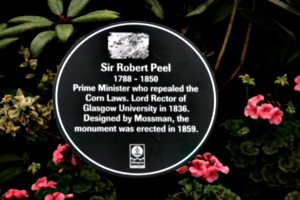 Sir Robert Peel
1788 - 1850
Prime Minister who repealed the
Corn Laws. Lord Rector of
Glasgow University in 1836.
Designed by Mossman, the
monument was erected in 1859.